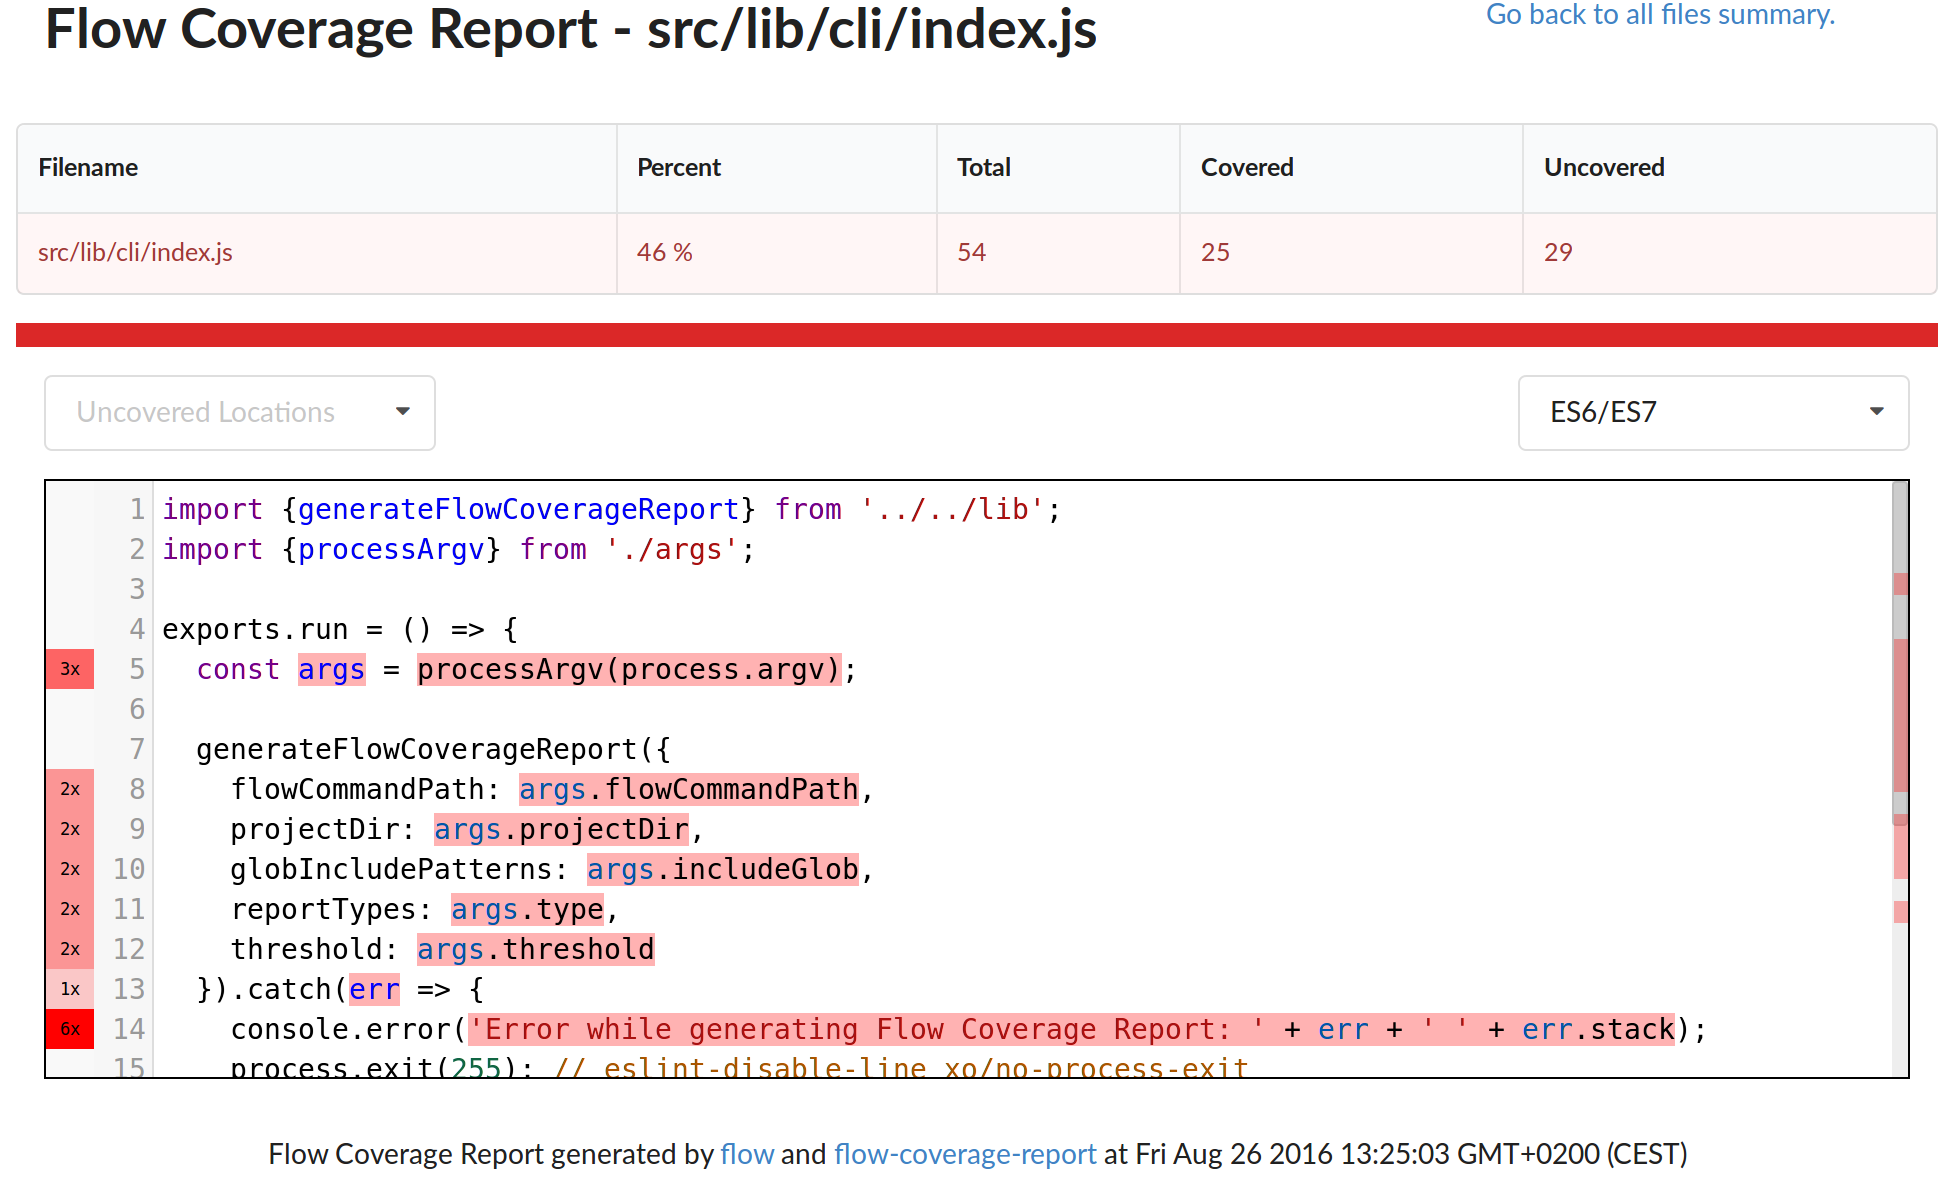 Flow Coverage Report - src/lib/cli/index.js
Go back to all files summary.
Filename Percent Total Covered Uncovered
src/lib/cli/index.js 46 % 54 25 29
Uncovered Locations
ES6/ES7
1 import {generateFlowCoverageReport} from '../../lib';
2 import {processArgv} from './args';
3
4 exports.run = () => {
3x 5 const args = processArgv(process.argv);
6
7 generateFlowCoverageReport({
2x 8 flowCommandPath: args.flowCommandPath,
2x 9 projectDir: args.projectDir,
2x 10 globIncludePatterns: args.includeGlob,
2x 11 reportTypes: args.type,
2x 12 threshold: args.threshold
1x 13 }).catch(err => {
6x 14 console.error('Error while generating Flow Coverage Report: ' + err + ' ' + err.stack);
15 process.exit(255); // eslint-disable-line xo/no-process-exit
Flow Coverage Report generated by flow and flow-coverage-report at Fri Aug 26 2016 13:25:03 GMT+0200 (CEST)